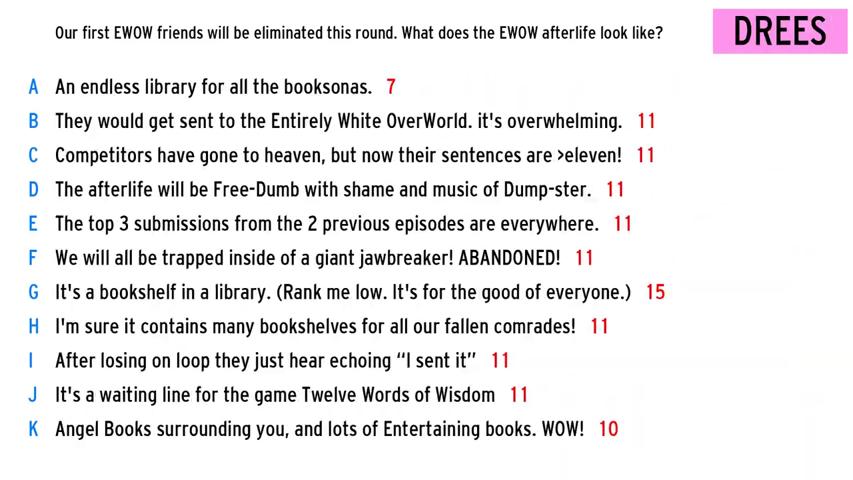 Our first EWOW friends will be eliminated this round. What does the EWOW afterlife look like?
DREES
A An endless library for all the booksonas. 7
B They would get sent to the Entirely White OverWorld. it's overwhelming. 11
C Competitors have gone to heaven, but now their sentences are >eleven! 11
D The afterlife will be Free-Dumb with shame and music of Dump-ster. 11
E The top 3 submissions from the 2 previous episodes are everywhere. 11
F We will all be trapped inside of a giant jawbreaker! ABANDONED! 11
G It's a bookshelf in a library. (Rank me low. It's for the good of everyone.) 15
H I'm sure it contains many bookshelves for all our fallen comrades! 11
I After losing on loop they just hear echoing “I sent it” 11
J It's a waiting line for the game Twelve Words of Wisdom 11
K Angel Books surrounding you, and lots of Entertaining books. WOW! 10